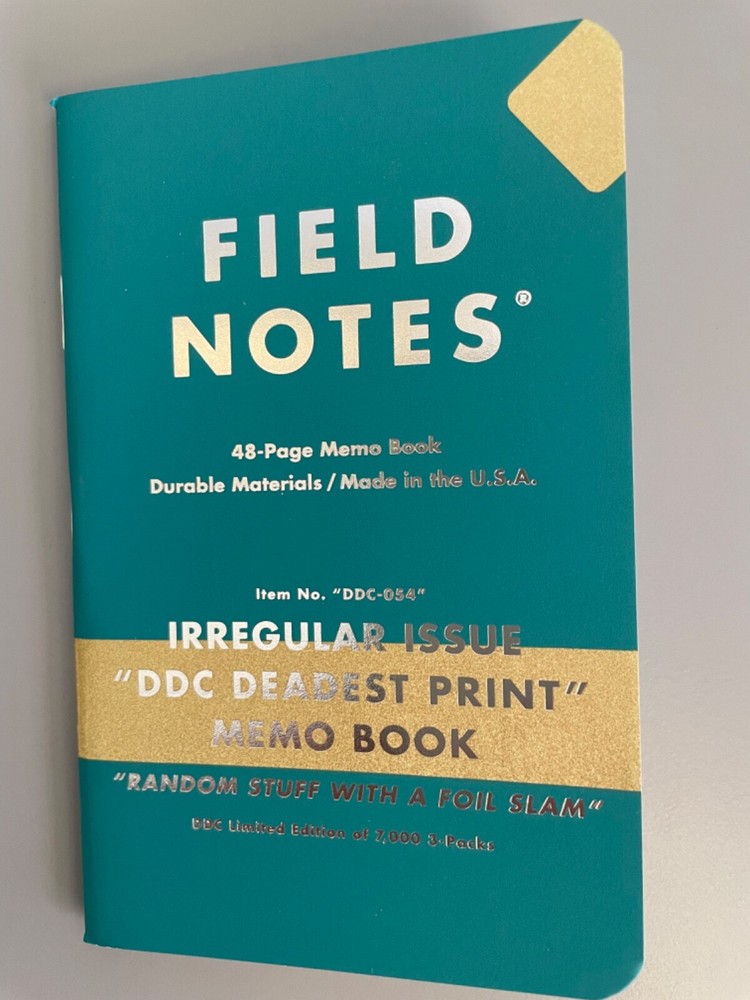 FIELD
NOTES®
48-Page Memo Book
Durable Materials / Made in the U.S.A.
Item No. "DDC-054"
IRREGULAR ISSUE
"DDC DEADEST PRINT"
MEMO BOOK
"RANDOM STUFF WITH A FOIL SLAM"
DDC Limited Edition of 7,000 3-Packs